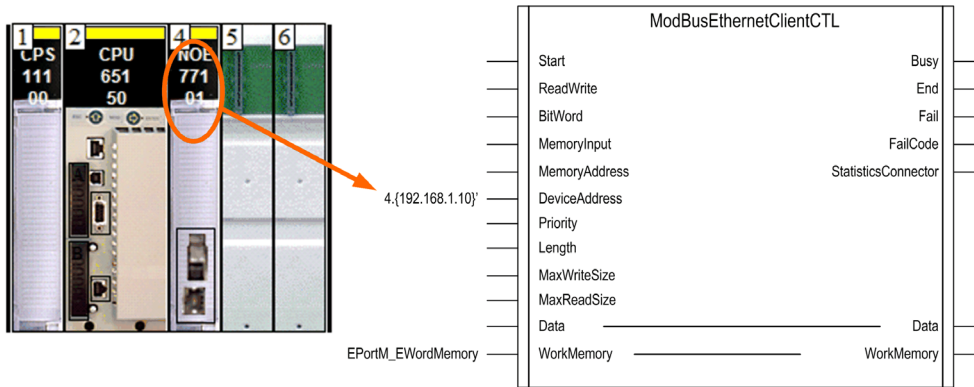 1
2
4
5
6
CPS
111
00
CPU
651
50
NOE
771
01
A
B
ModBusEthernetClientCTL
Start Busy
ReadWrite End
BitWord Fail
MemoryInput FailCode
MemoryAddress StatisticsConnector
4.{192.168.1.10}' DeviceAddress
Priority
Length
MaxWriteSize
MaxReadSize
Data Data
EPortM_EWordMemory WorkMemory WorkMemory